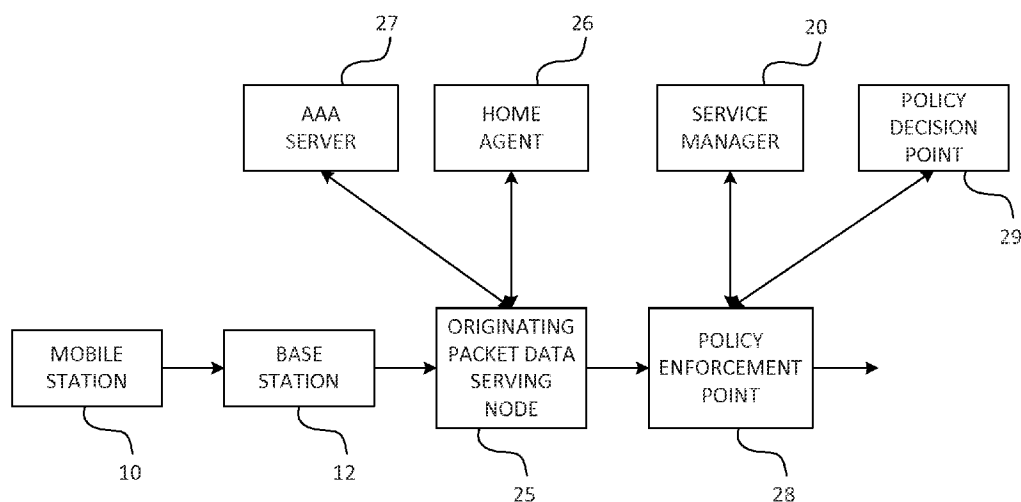 27
26
20
AAA
SERVER
HOME
AGENT
SERVICE
MANAGER
POLICY
DECISION
POINT
29
MOBILE
STATION
BASE
STATION
ORIGINATING
PACKET DATA
SERVING
NODE
POLICY
ENFORCEMENT
POINT
10
12
25
28